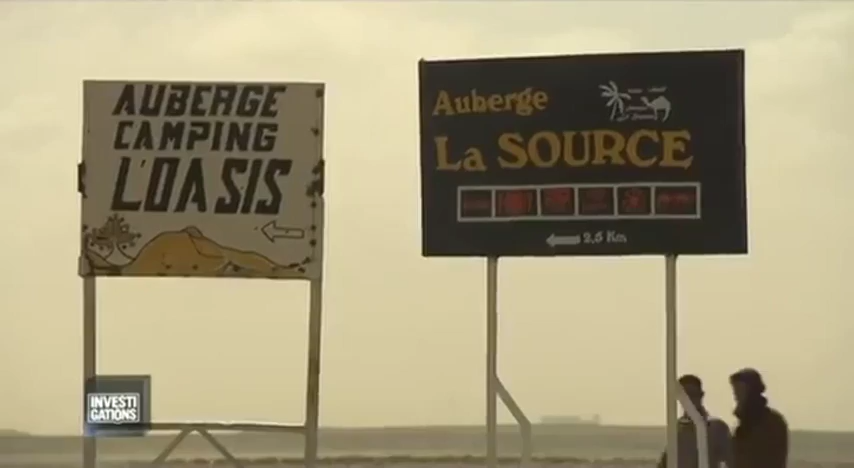 AUBERGE
CAMPING
L'OASIS
Auberge
La SOURCE
2,5 Km
INVESTI
GATIONS